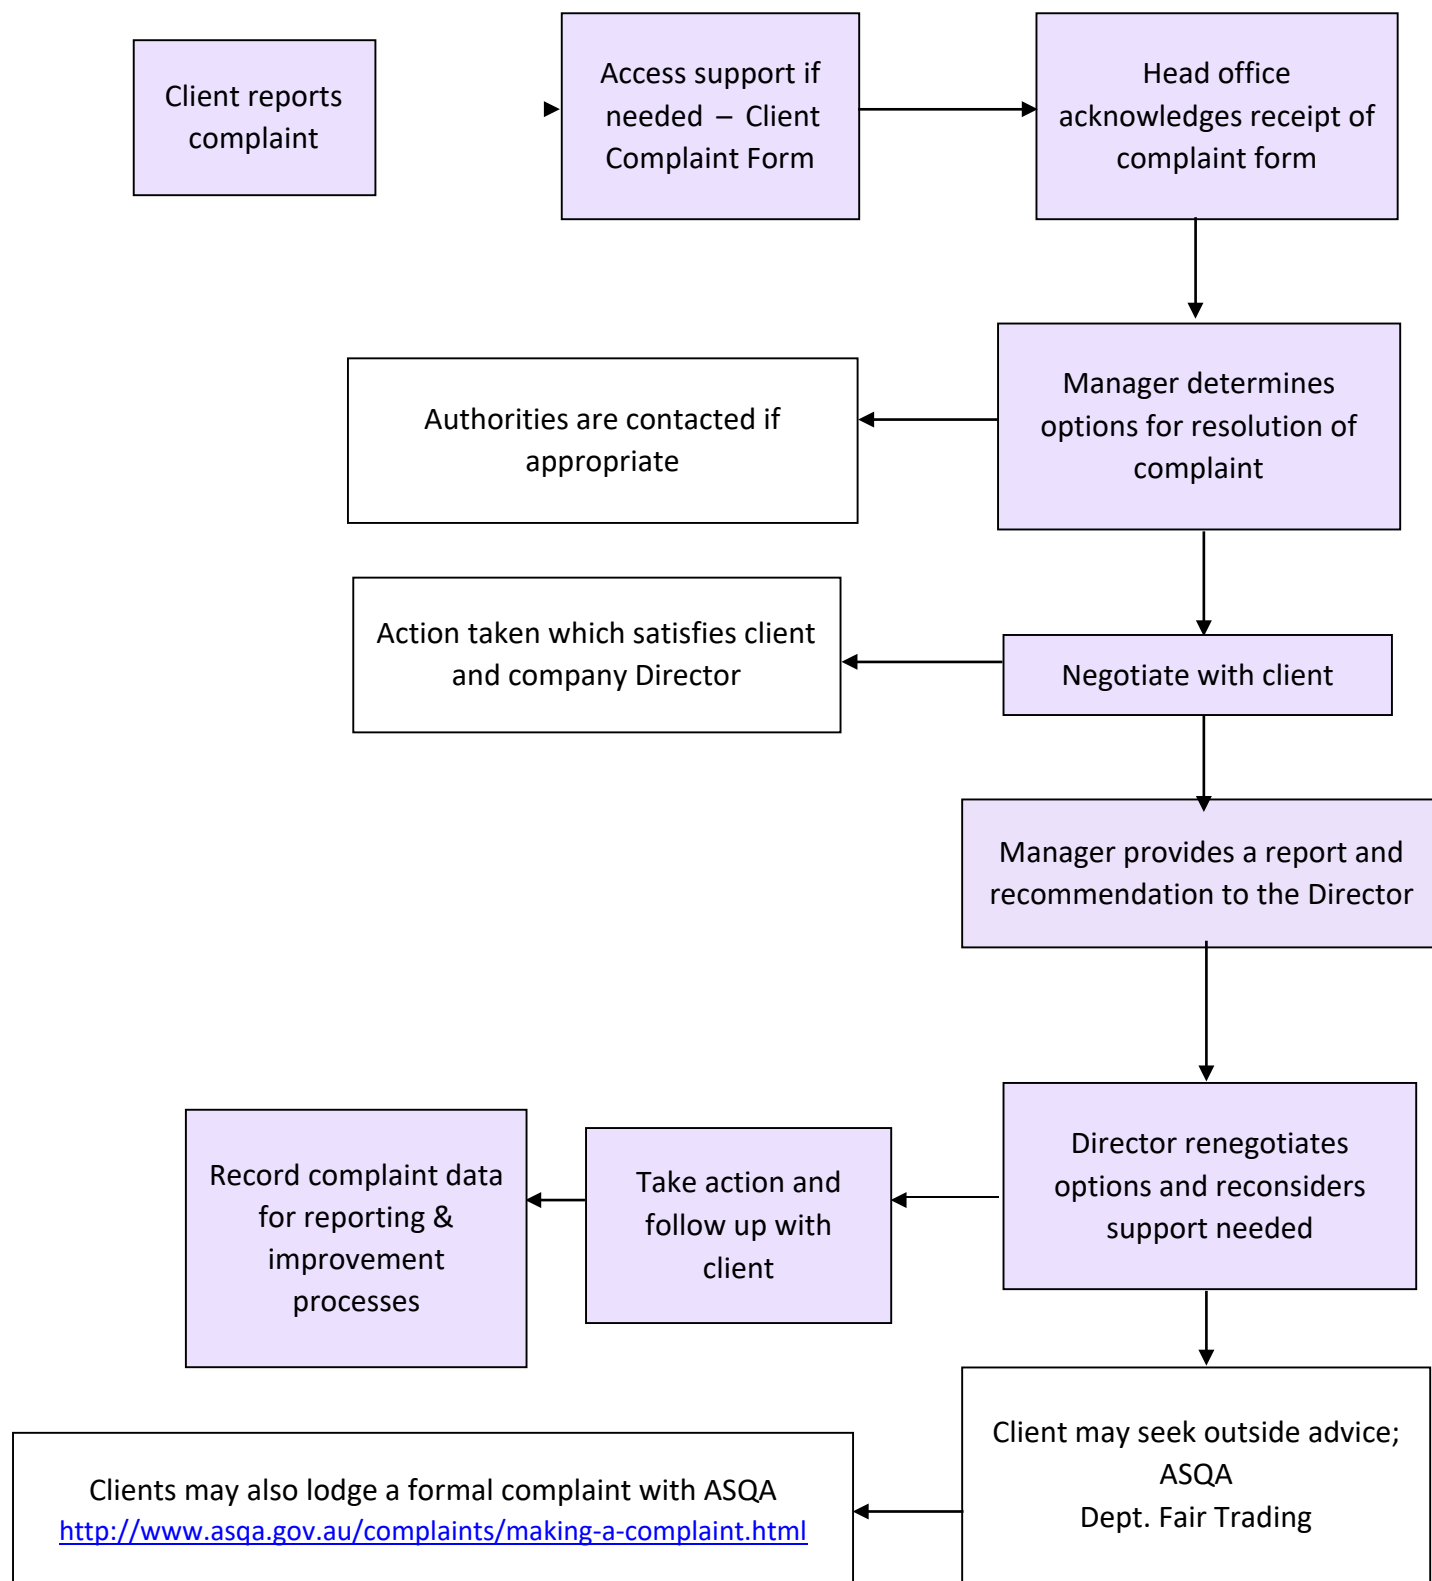 Client reports
complaint
Access support if
needed – Client
Complaint Form
Head office
acknowledges receipt of
complaint form
Manager determines
options for resolution of
complaint
Authorities are contacted if
appropriate
Action taken which satisfies client
and company Director
Negotiate with client
Manager provides a report and
recommendation to the Director
Director renegotiates
options and reconsiders
support needed
Take action and
follow up with
client
Record complaint data
for reporting &
improvement
processes
Client may seek outside advice;
ASQA
Dept. Fair Trading
Clients may also lodge a formal complaint with ASQA
http://www.asqa.gov.au/complaints/making-a-complaint.html